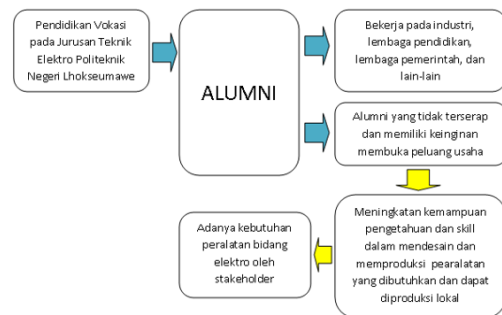 Pendidikan Vokasi
pada Jurusan Teknik
Elektro Politeknik
Negeri Lhokseumawe
ALUMNI
Bekerja pada industri,
lembaga pendidikan,
lembaga pemerintah, dan
lain-lain
Alumni yang tidak terserap
dan memiliki keinginan
membuka peluang usaha
Meningkatan kemampuan
pengetahuan dan skill
dalam mendesain dan
memproduksi pearalatan
yang dibutuhkan dan dapat
diproduksi lokal
Adanya kebutuhan
peralatan bidang
elektro oleh
stakeholder